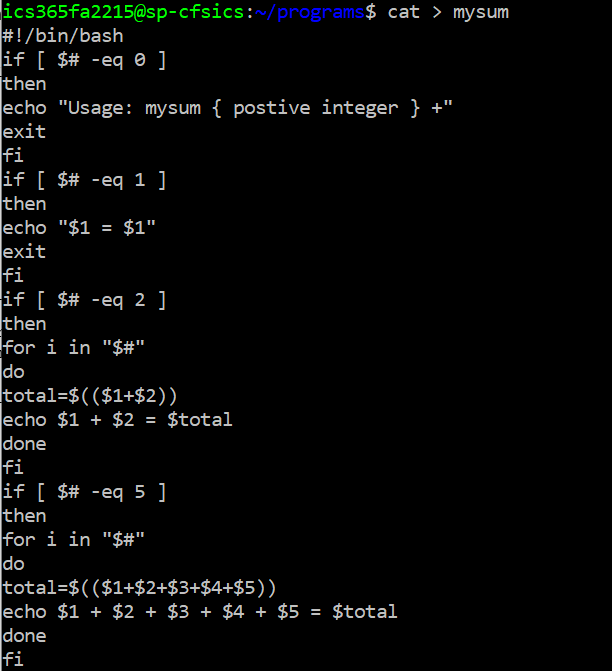 ics365fa2215@sp-cfsics:~/programs$ cat > mysum
#!/bin/bash
if [ $# -eq 0 ]
then
echo "Usage: mysum { postive integer } +"
exit
fi
if [ $# -eq 1 ]
then
echo "$1 = $1"
exit
fi
if [ $# -eq 2 ]
then
for i in "$#"
do
total=$(($1+$2))
echo $1 + $2 = $total
done
fi
if [ $# -eq 5 ]
then
for i in "$#"
do
total=$(($1+$2+$3+$4+$5))
echo $1 + $2 + $3 + $4 + $5 = $total
done
fi